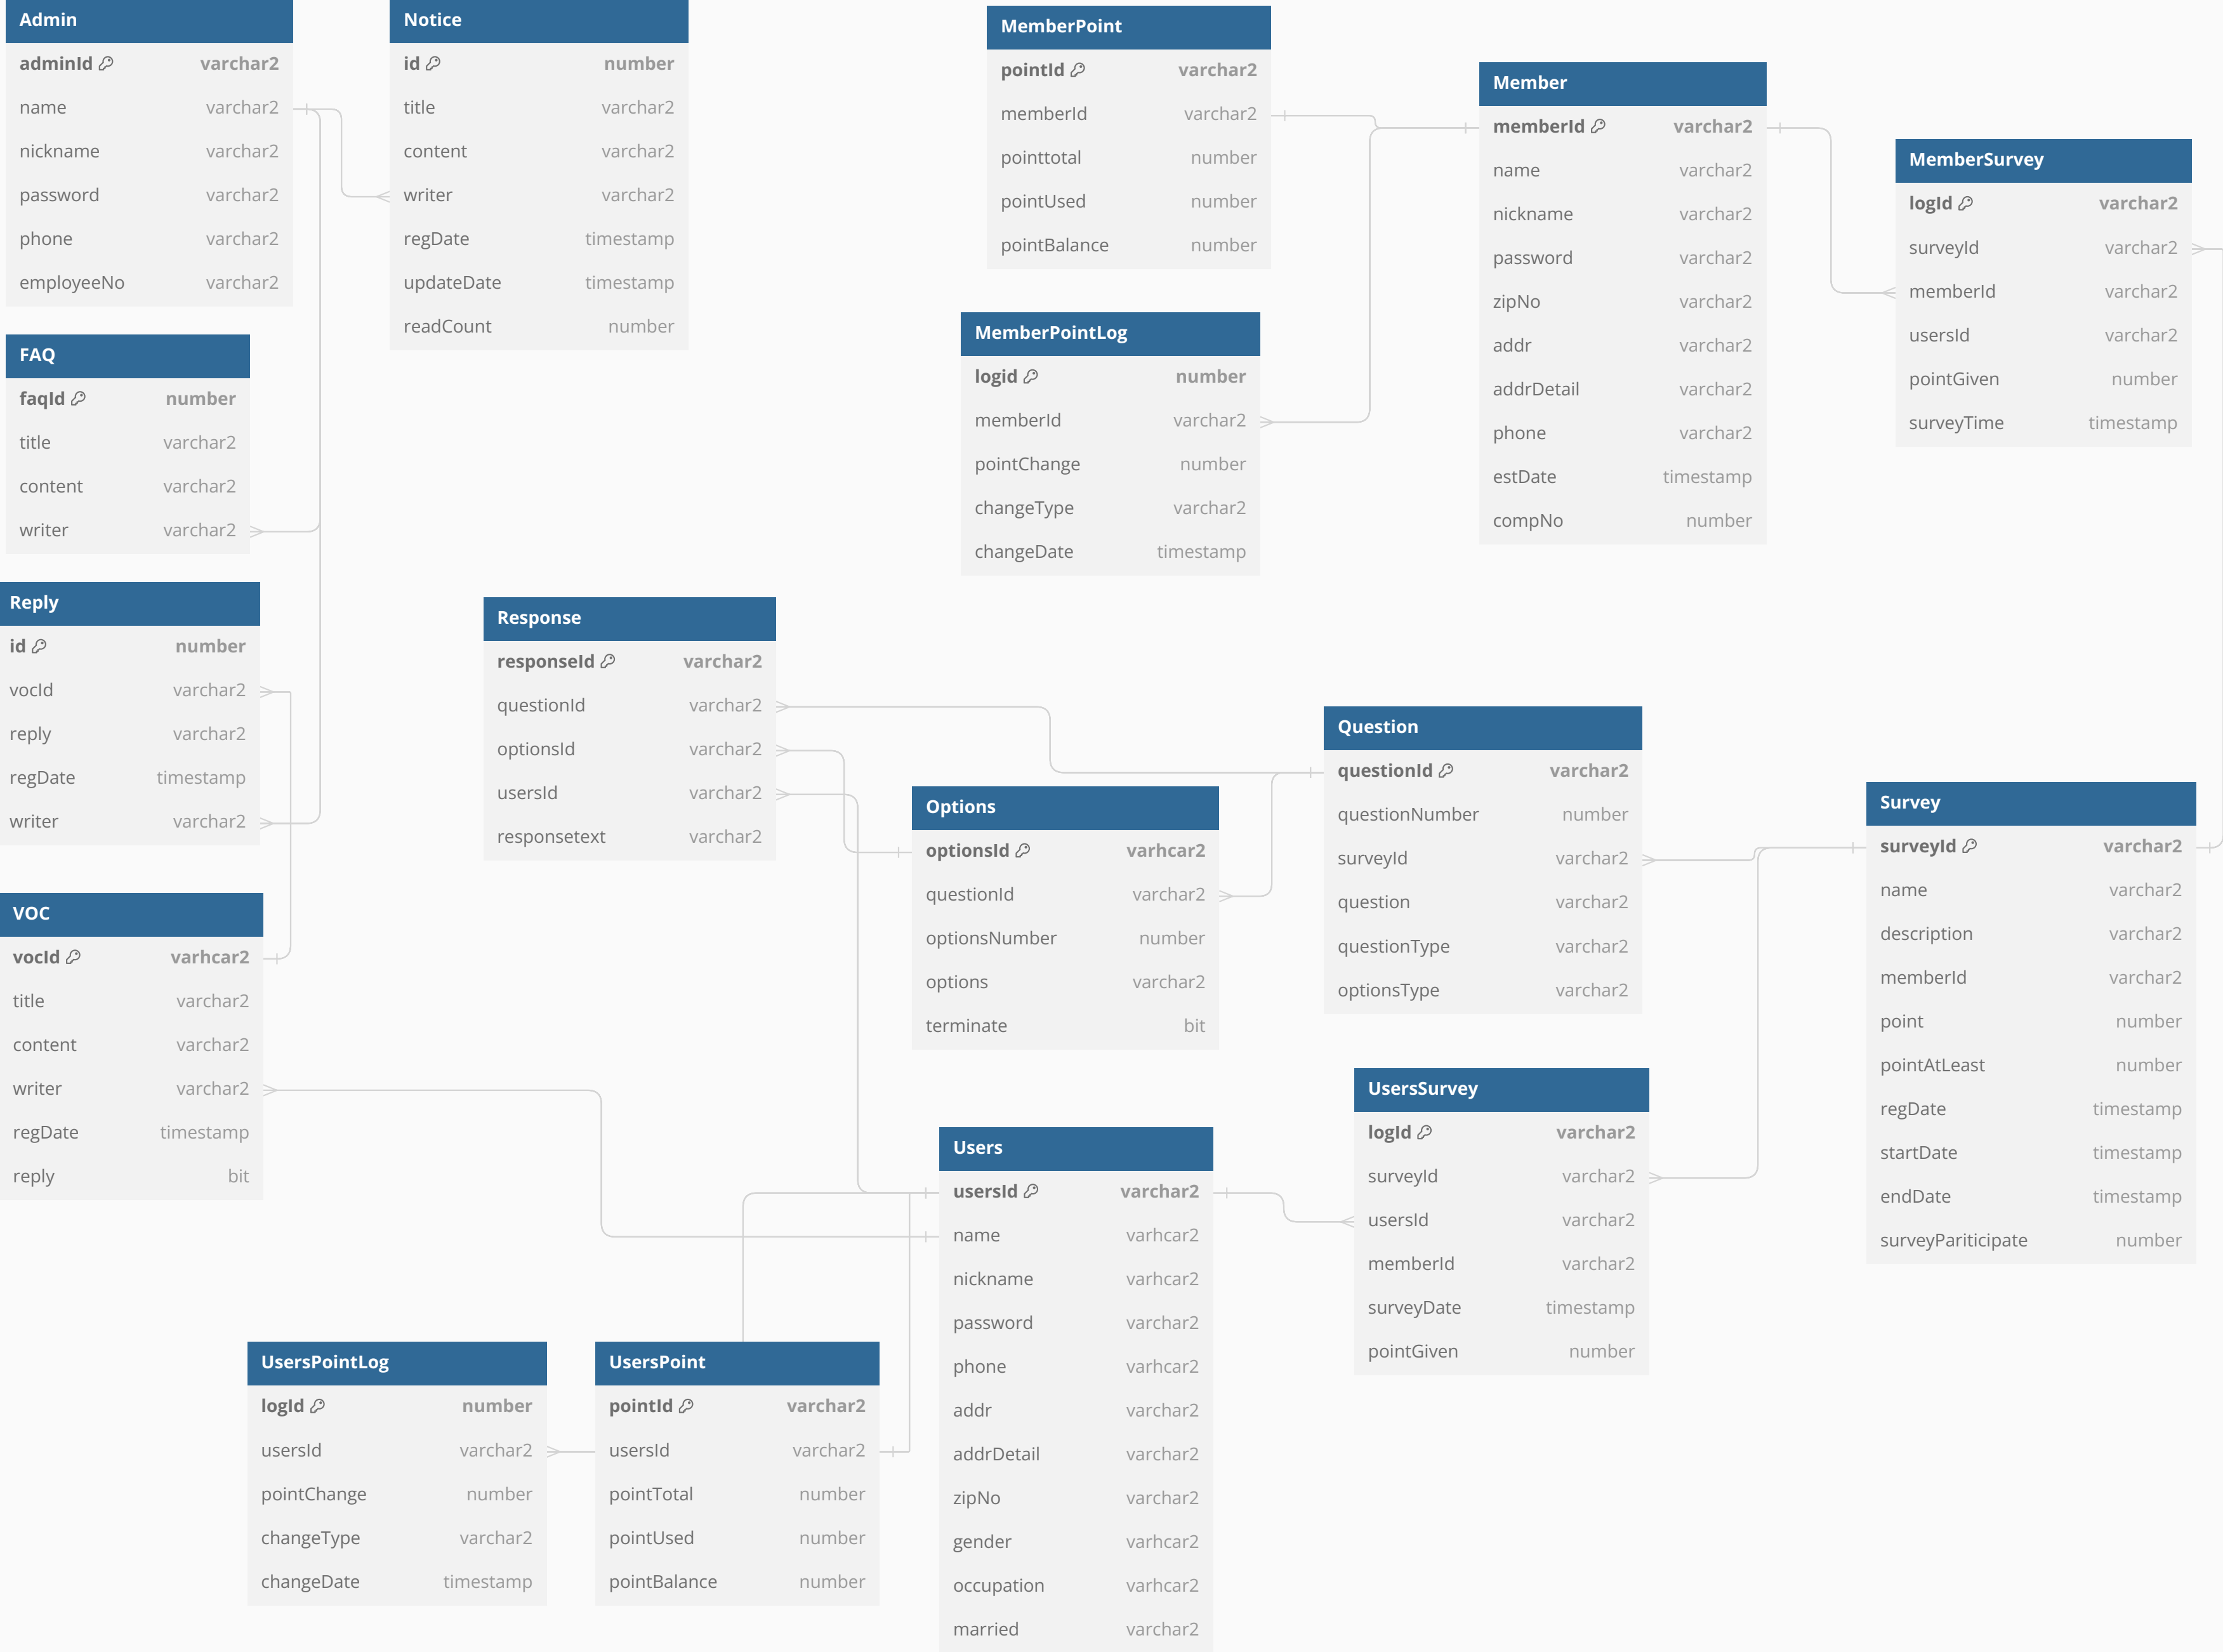 Admin
adminId varchar2
name varchar2
nickname varchar2
password varchar2
phone varchar2
employeeNo varchar2
Notice
id number
title varchar2
content varchar2
writer varchar2
regDate timestamp
updateDate timestamp
readCount number
MemberPoint
pointId varchar2
memberId varchar2
pointtotal number
pointUsed number
pointBalance number
Member
memberId varchar2
name varchar2
nickname varchar2
password varchar2
zipNo varchar2
addr varchar2
addrDetail varchar2
phone varchar2
estDate timestamp
compNo number
MemberSurvey
logId varchar2
surveyId varchar2
memberId varchar2
usersId varchar2
pointGiven number
surveyTime timestamp
FAQ
faqId number
title varchar2
content varchar2
writer varchar2
MemberPointLog
logid number
memberId varchar2
pointChange number
changeType varchar2
changeDate timestamp
Reply
id number
vocId varchar2
reply varchar2
regDate timestamp
writer varchar2
Response
responseId varchar2
questionId varchar2
optionsId varchar2
usersId varchar2
responsetext varchar2
Options
optionsId varhcar2
questionId varchar2
optionsNumber number
options varchar2
terminate bit
Question
questionId varchar2
questionNumber number
surveyId varchar2
question varchar2
questionType varchar2
optionsType varchar2
Survey
surveyId varchar2
name varchar2
description varchar2
memberId varchar2
point number
pointAtLeast number
regDate timestamp
startDate timestamp
endDate timestamp
surveyPariticipate number
VOC
vocId varhcar2
title varchar2
content varchar2
writer varchar2
regDate timestamp
reply bit
Users
usersId varchar2
name varhcar2
nickname varhcar2
password varhcar2
phone varhcar2
addr varhcar2
addrDetail varhcar2
zipNo varhcar2
gender varhcar2
occupation varhcar2
married varhcar2
UsersSurvey
logId varchar2
surveyId varchar2
usersId varchar2
memberId varchar2
surveyDate timestamp
pointGiven number
UsersPointLog
logId number
usersId varchar2
pointChange number
changeType varchar2
changeDate timestamp
UsersPoint
pointId varchar2
usersId varchar2
pointTotal number
pointUsed number
pointBalance number